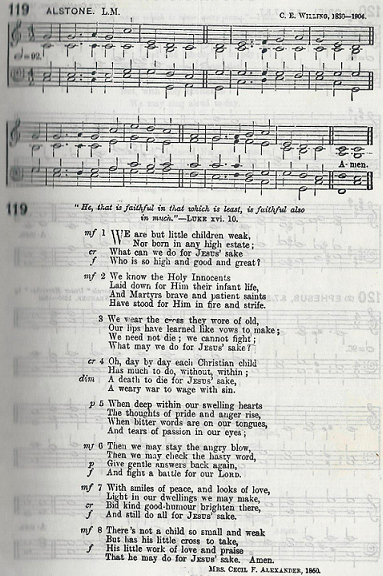 119 ALSTONE. L.M. C. E. WILLING, 1830—1904.
A-men.
119 "He, that is faithful in that which is least, is faithful also
in much."—LUKE xvi. 10.
mf 1 WE are but little children weak,
Nor born in any high estate;
cr What can we do for JESUS' sake
f Who is so high and good and great?
mf 2 We know the Holy Innocents
Laid down for Him their infant life,
And Martyrs brave and patient saints
Have stood for Him in fire and strife.
3 We wear the cross they wore of old,
Our lips have learned like vows to make;
We need not die; we cannot fight;
What may we do for JESUS' sake?
cr 4 Oh, day by day each Christian child
Has much to do, without, within;
dim A death to die for JESUS' sake,
A weary war to wage with sin.
p 5 When deep within our swelling hearts
The thoughts of pride and anger rise,
When bitter words are on our tongues,
And tears of passion in our eyes;
mf 6 Then we may stay the angry blow,
Then we may check the hasty word,
p Give gentle answers back again,
f And fight a battle for our LORD.
mf 7 With smiles of peace, and looks of love,
Light in our dwellings we may make,
cr Bid kind good-humour brighten there,
f And still do all for JESUS' sake.
mf 8 There's not a child so small and weak
But has his little cross to take,
f His little work of love and praise
That he may do for JESUS' sake. Amen.
MRS. CECIL F. ALEXANDER, 1850.